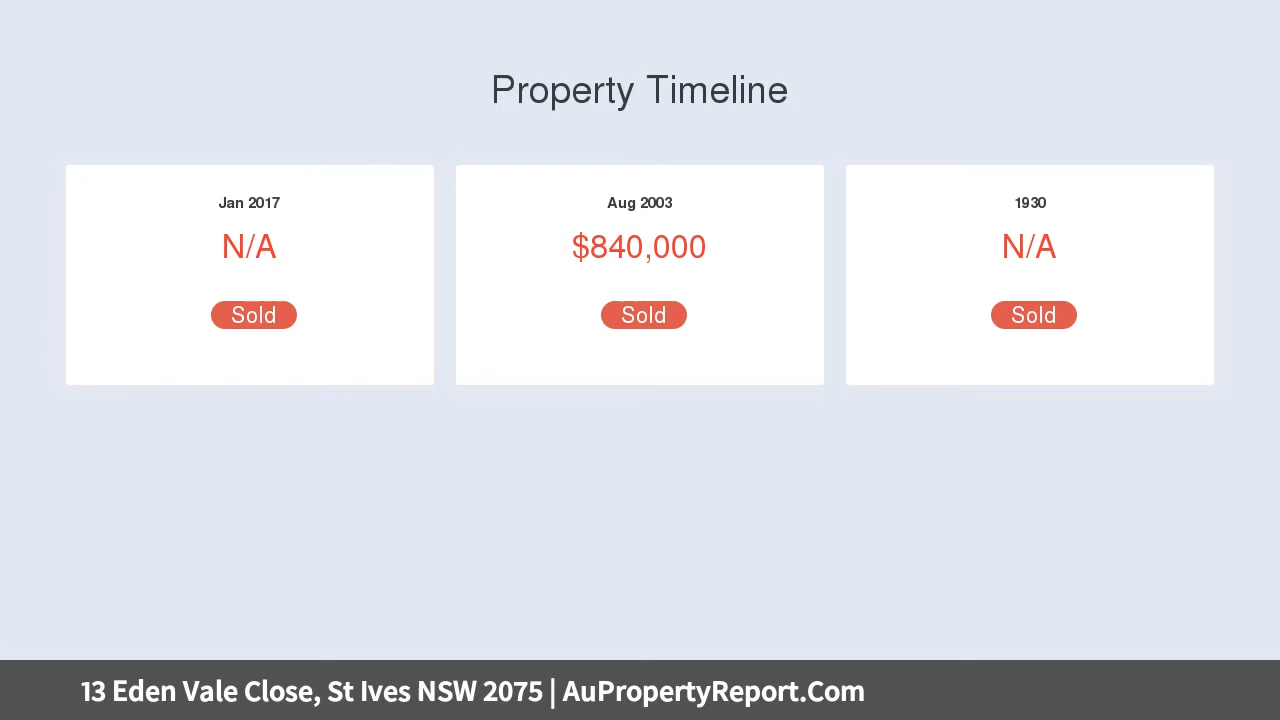 Property Timeline
Jan 2017
N/A
Sold
Aug 2003
$840,000
Sold
1930
N/A
Sold
13 Eden Vale Close, St Ives NSW 2075 | AuPropertyReport.Com